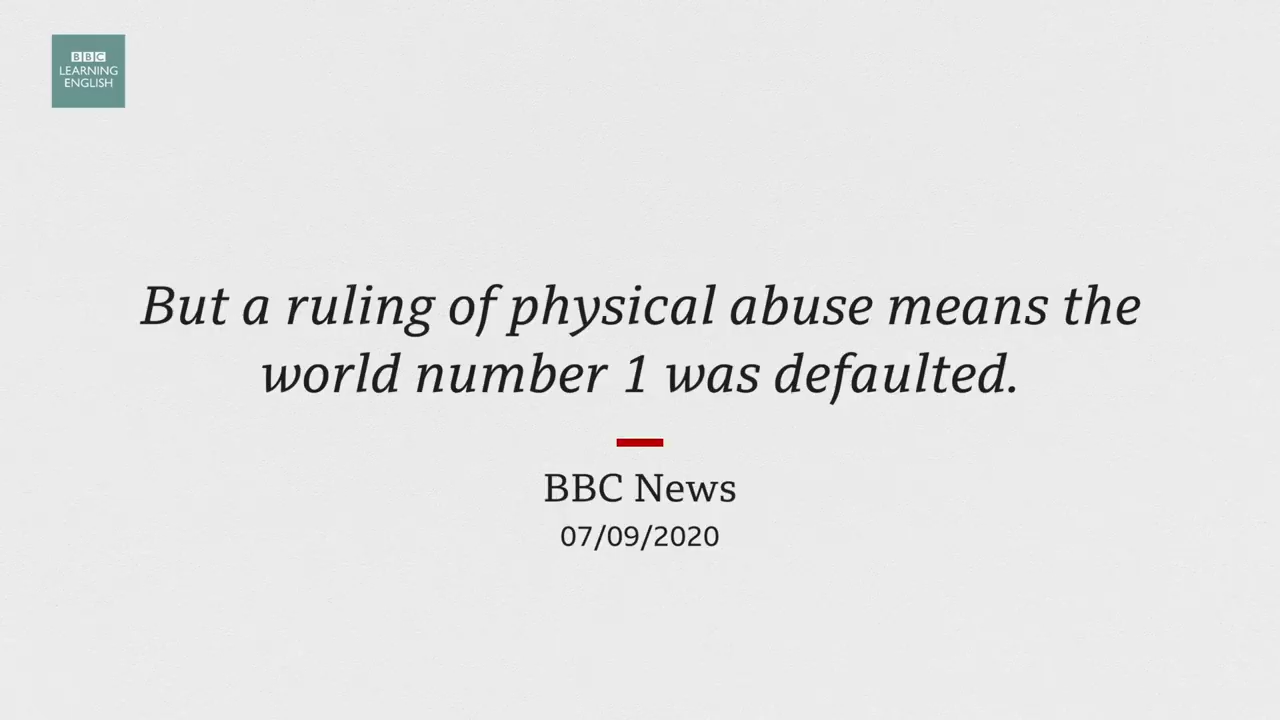 BBC
LEARNING
ENGLISH
But a ruling of physical abuse means the
world number 1 was defaulted.
BBC News
07/09/2020